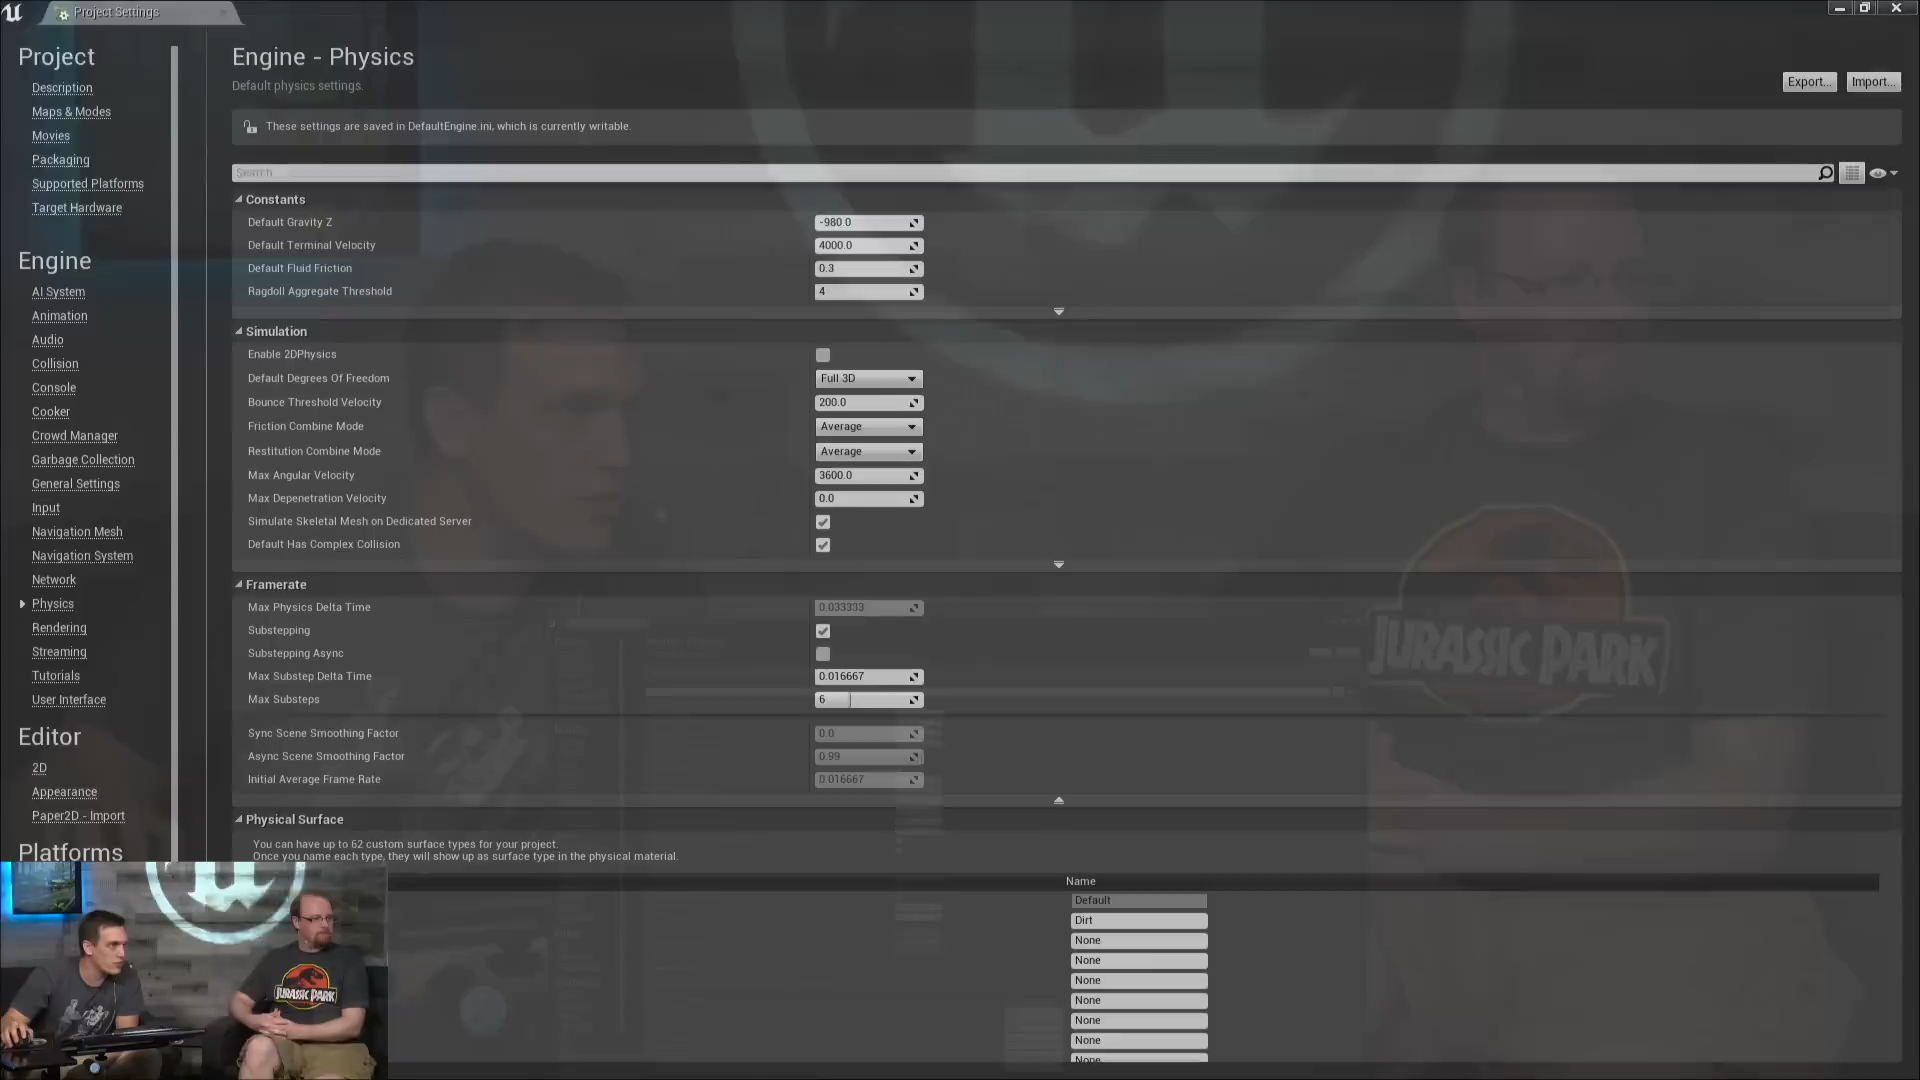 Project Settings
Project
Description
Maps & Modes
Movies
Packaging
Supported Platforms
Target Hardware
Engine
AI System
Animation
Audio
Collision
Console
Cooker
Crowd Manager
Garbage Collection
General Settings
Input
Navigation Mesh
Navigation System
Network
Physics
Rendering
Streaming
Tutorials
User Interface
Editor
2D
Appearance
Paper2D - Import
Platforms
Engine - Physics
Default physics settings.
Export...
Import...
These settings are saved in DefaultEngine.ini, which is currently writable.
Search
Constants
Default Gravity Z -980.0
Default Terminal Velocity 4000.0
Default Fluid Friction 0.3
Ragdoll Aggregate Threshold 4
Simulation
Enable 2DPhysics
Default Degrees Of Freedom Full 3D
Bounce Threshold Velocity 200.0
Friction Combine Mode Average
Restitution Combine Mode Average
Max Angular Velocity 3600.0
Max Depenetration Velocity 0.0
Simulate Skeletal Mesh on Dedicated Server
Default Has Complex Collision
Framerate
Max Physics Delta Time 0.033333
Substepping
Substepping Async
Max Substep Delta Time 0.016667
Max Substeps 6
Sync Scene Smoothing Factor 0.0
Async Scene Smoothing Factor 0.99
Initial Average Frame Rate 0.016667
Physical Surface
You can have up to 62 custom surface types for your project.
Once you name each type, they will show up as surface type in the physical material.
Name
Default
Dirt
None
None
None
None
None
None
None
JURASSIC PARK
JURASSIC PARK